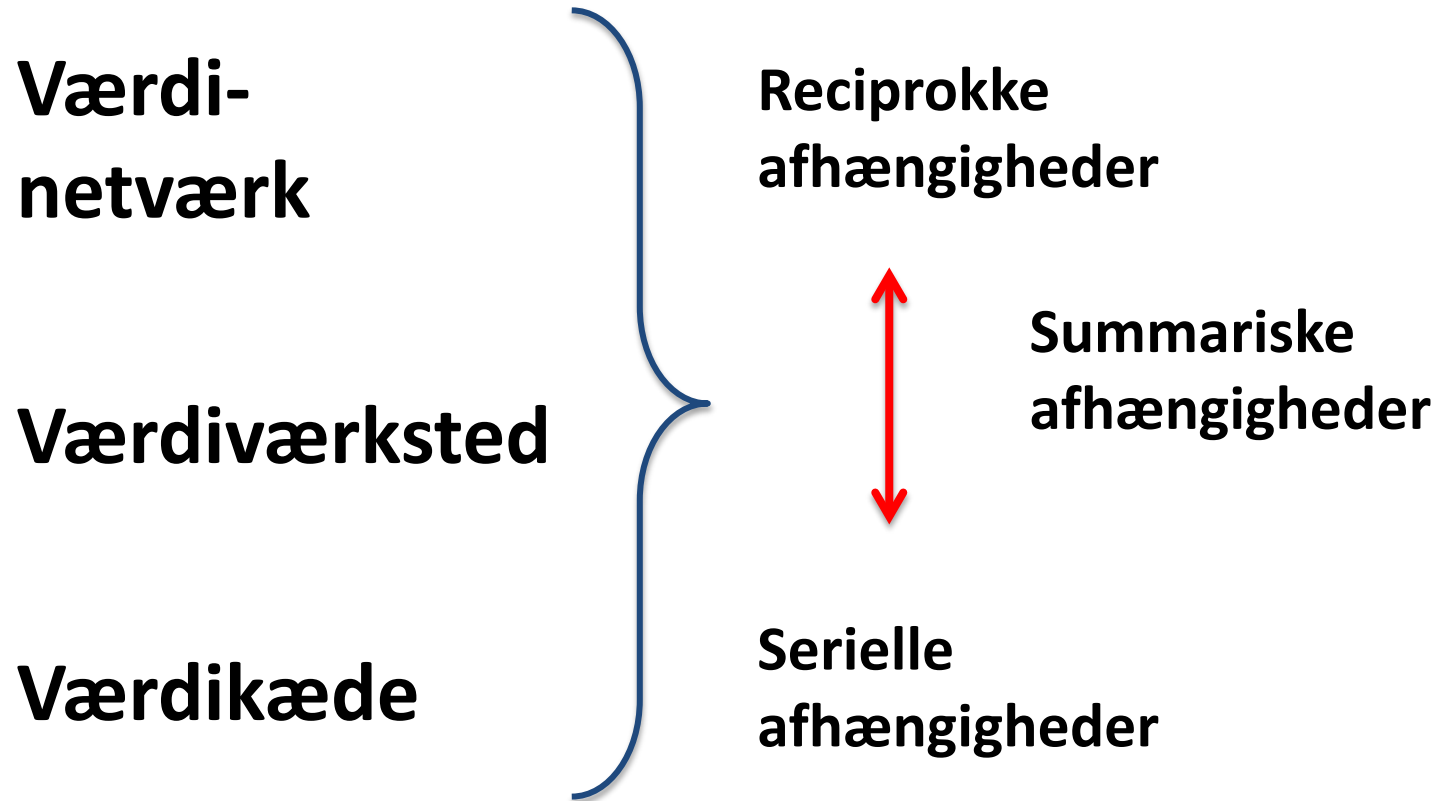 Værdi-
netværk
Værdiværksted
Værdikæde
Reciprokke
afhængigheder
Summariske
afhængigheder
Serielle
afhængigheder